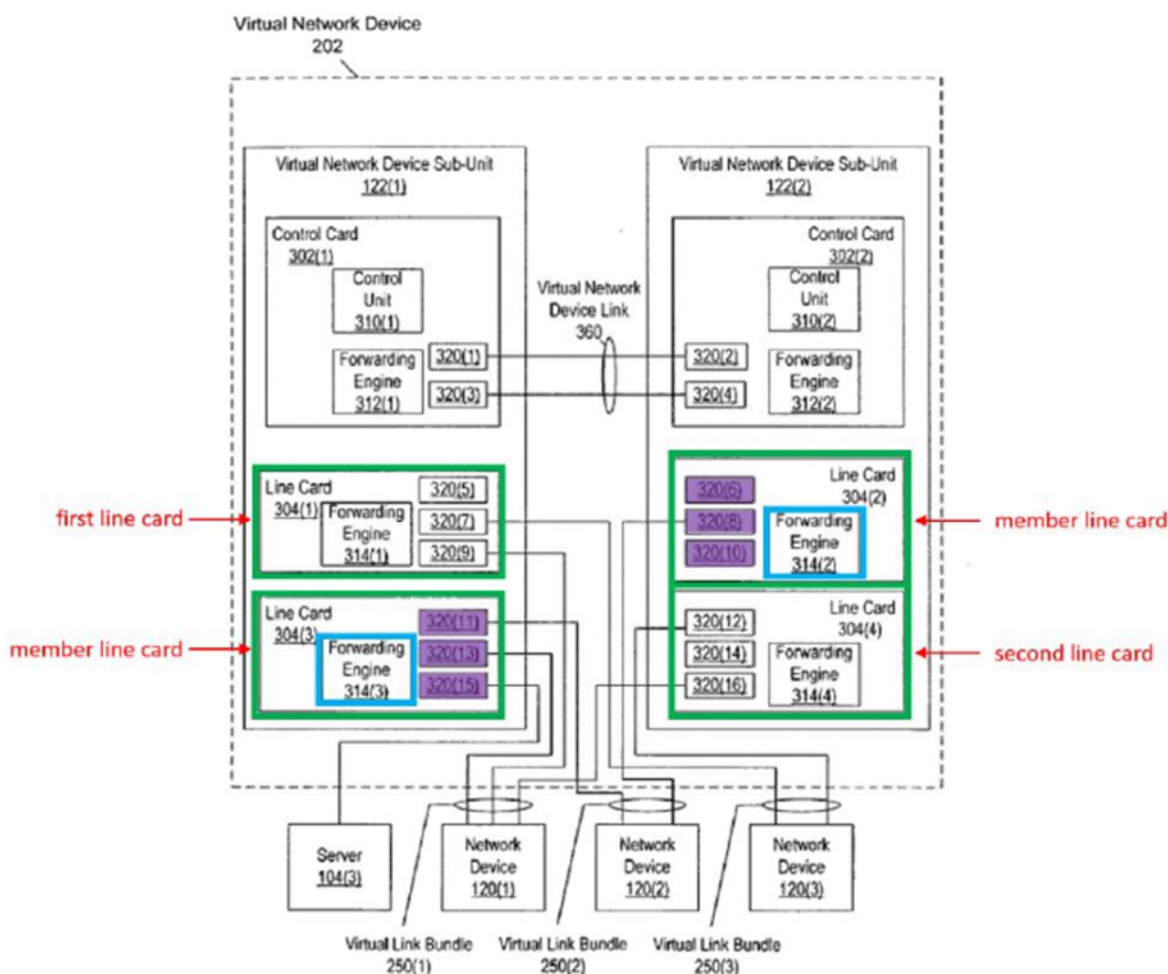 Virtual Network Device
202
Virtual Network Device Sub-Unit
122(1)
Control Card
302(1)
Control
Unit
310(1)
Forwarding
Engine
312(1)
320(1)
320(3)
Virtual Network
Device Link
360
Virtual Network Device Sub-Unit
122(2)
Control Card
302(2)
Control
Unit
310(2)
320(2)
320(4)
Forwarding
Engine
312(2)
first line card
Line Card
304(1)
Forwarding
Engine
314(1)
320(5)
320(7)
320(9)
member line card
Line Card
304(3)
Forwarding
Engine
314(3)
320(11)
320(13)
320(15)
320(6)
320(8)
320(10)
Line Card
304(2)
Forwarding
Engine
314(2)
member line card
320(12)
320(14)
320(16)
Line Card
304(4)
Forwarding
Engine
314(4)
second line card
Server
104(3)
Network
Device
120(1)
Network
Device
120(2)
Network
Device
120(3)
Virtual Link Bundle
250(1)
Virtual Link Bundle
250(2)
Virtual Link Bundle
250(3)